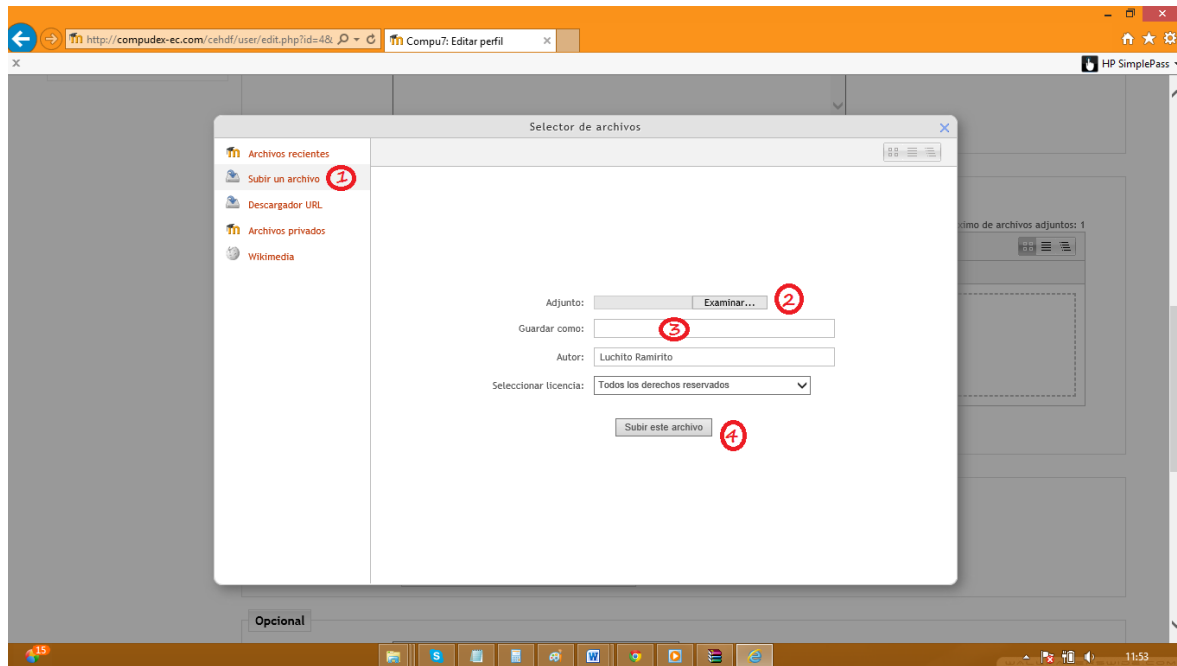 http://compudex-ec.com/cehdf/user/edit.php?id=4&
Compu7: Editar perfil
x
HP SimplePass
Selector de archivos
Archivos recientes
Subir un archivo
1
Descargador URL
Archivos privados
Wikimedia
imo de archivos adjuntos: 1
Adjunto:
Examinar...
2
Guardar como:
3
Autor:
Luchito Ramirito
Seleccionar licencia:
Todos los derechos reservados
Subir este archivo
4
Opcional
15
S
W
11:53